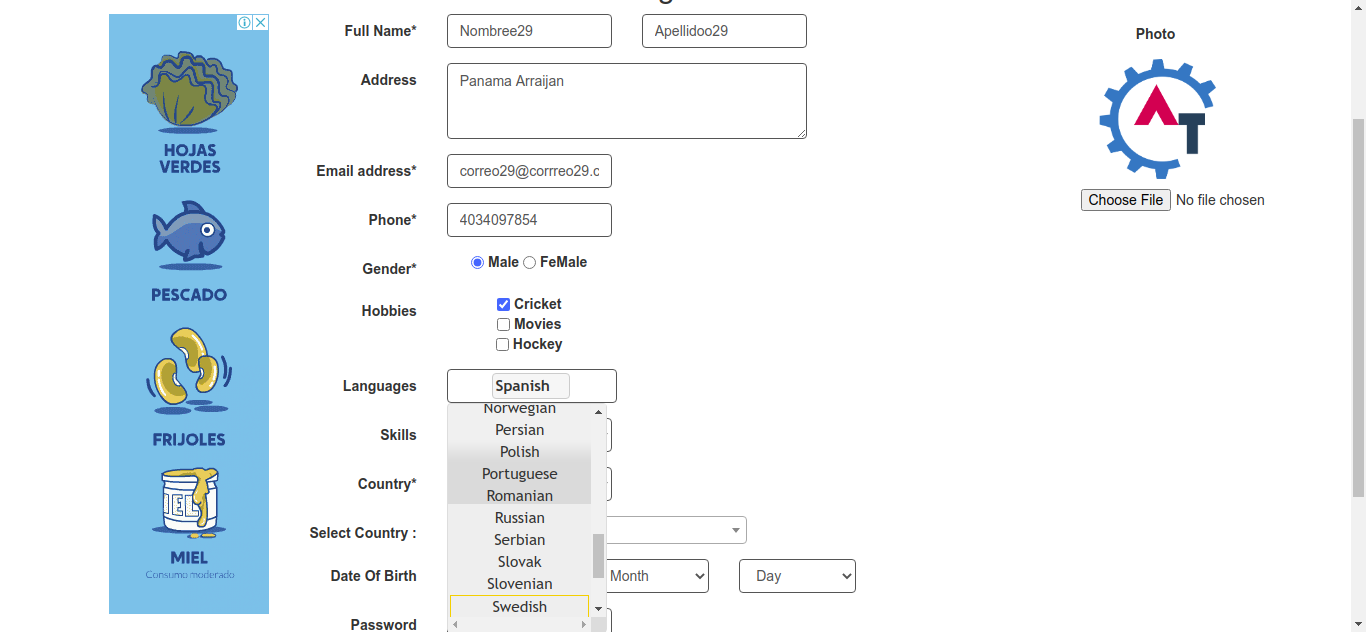 Full Name*
Nombree29
Apellidoo29
Photo
Address
Panama Arraijan
HOJAS
VERDES
Email address*
correo29@corrreo29.c
Choose File
No file chosen
Phone*
4034097854
Gender*
Male
FeMale
PESCADO
Hobbies
Cricket
Movies
Hockey
Languages
Spanish
Norwegian
Persian
Polish
Portuguese
Romanian
Russian
Serbian
Slovak
Slovenian
Swedish
FRIJOLES
Skills
Country*
Select Country :
MIEL
Consumo moderado
Date Of Birth
Month
Day
Password